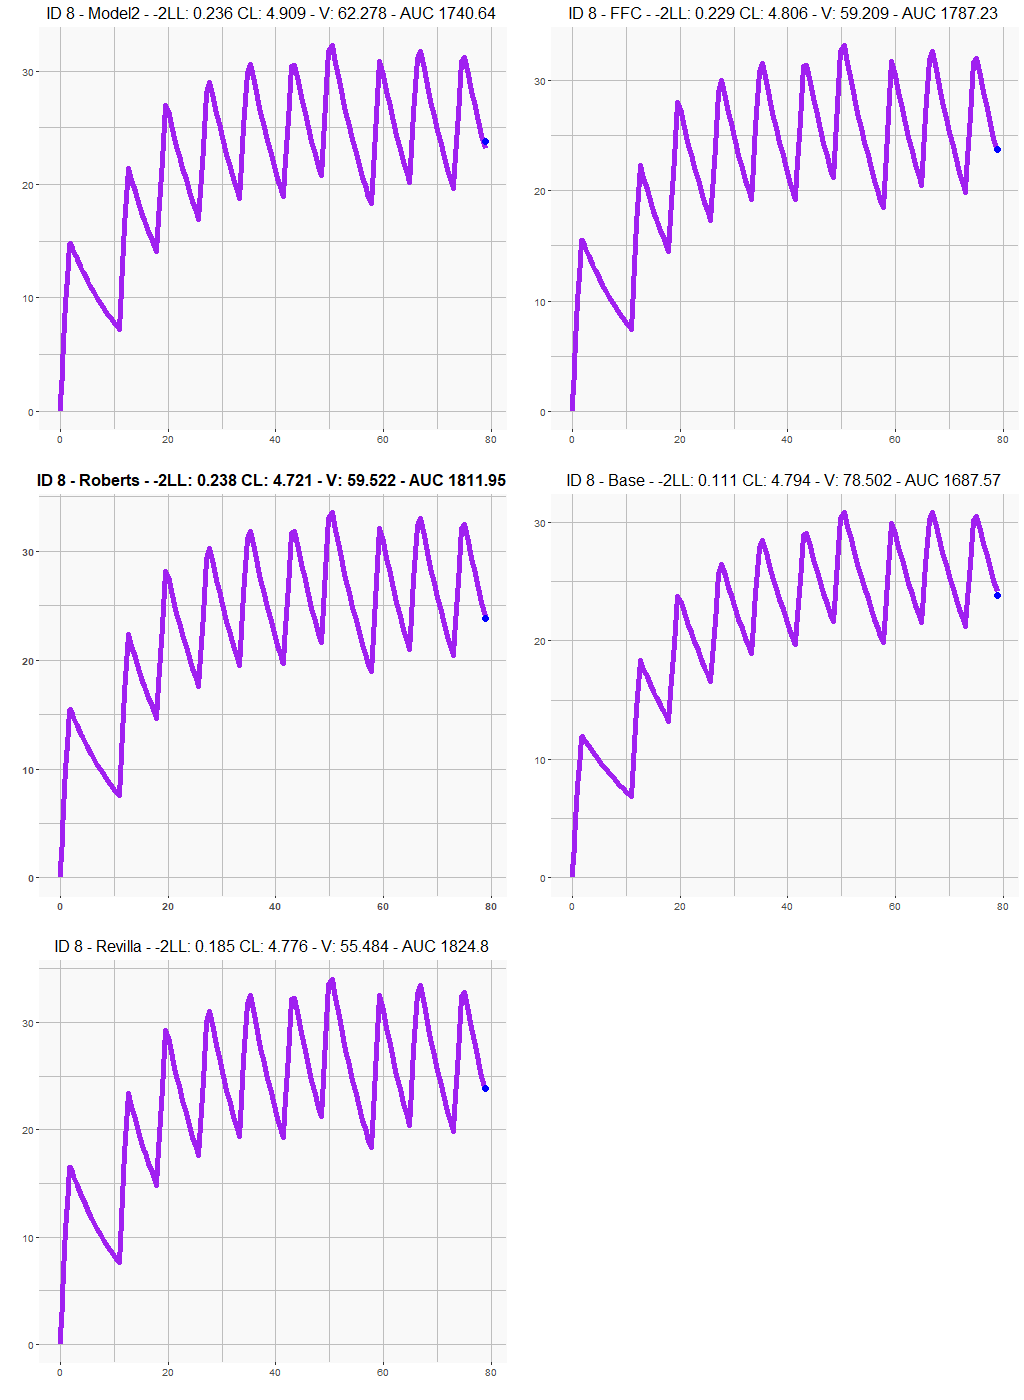 ID 8 - Model2 - -2LL: 0.236 CL: 4.909 - V: 62.278 - AUC 1740.64
30
20
10
0
0 20 40 60 80
ID 8 - FFC - -2LL: 0.229 CL: 4.806 - V: 59.209 - AUC 1787.23
30
20
10
0
0 20 40 60 80
ID 8 - Roberts - -2LL: 0.238 CL: 4.721 - V: 59.522 - AUC 1811.95
30
20
10
0
0 20 40 60 80
ID 8 - Base - -2LL: 0.111 CL: 4.794 - V: 78.502 - AUC 1687.57
30
20
10
0
0 20 40 60 80
ID 8 - Revilla - -2LL: 0.185 CL: 4.776 - V: 55.484 - AUC 1824.8
30
20
10
0
0 20 40 60 80